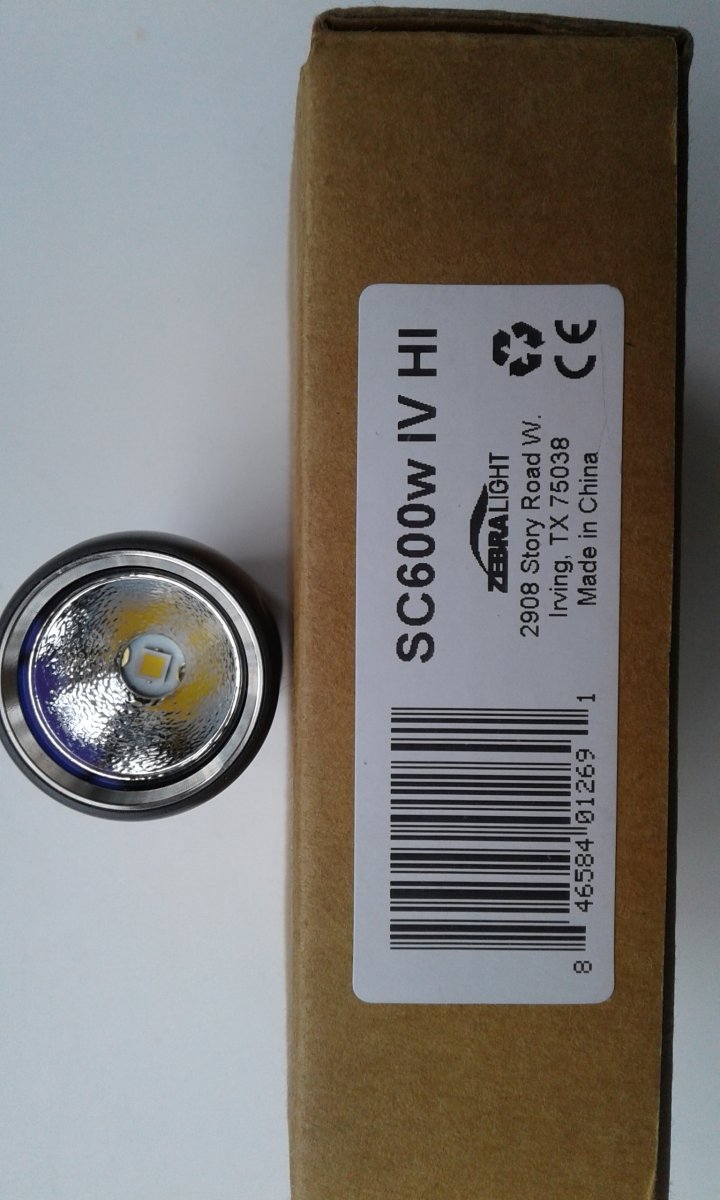 SC600w IV HI
ZEBRALIGHT
2908 Story Road W.
Irving, TX 75038
Made in China
CE
8 46584 01269 1